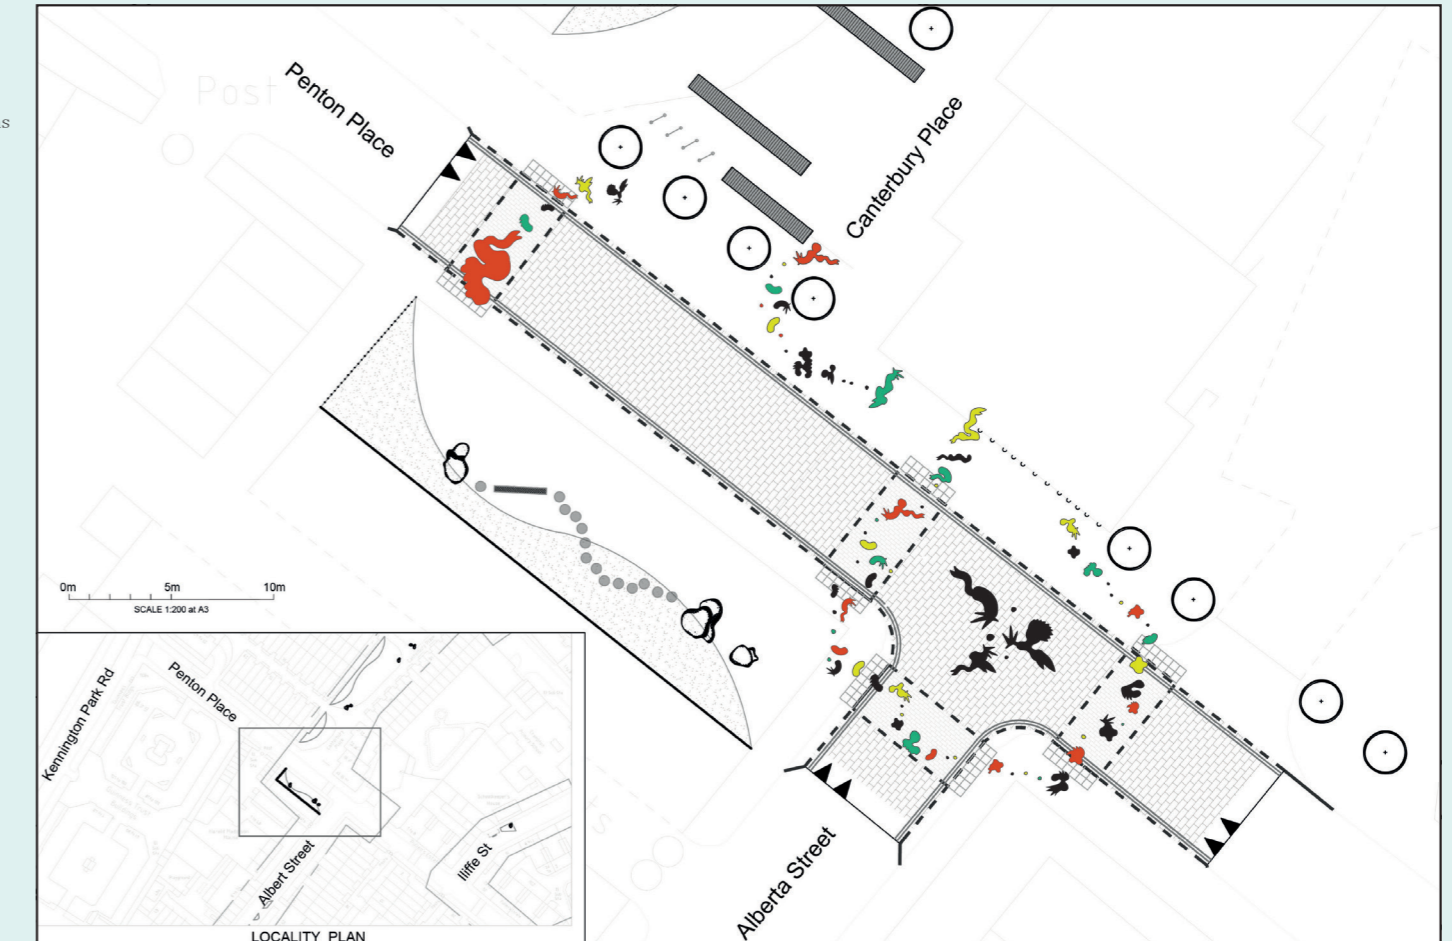 Post
Penton Place
Canterbury Place
0m 5m 10m
SCALE 1:200 at A3
Alberta Street
Kennington Park Rd
Penton Place
Albert Street
Iliffe St
LOCALITY PLAN